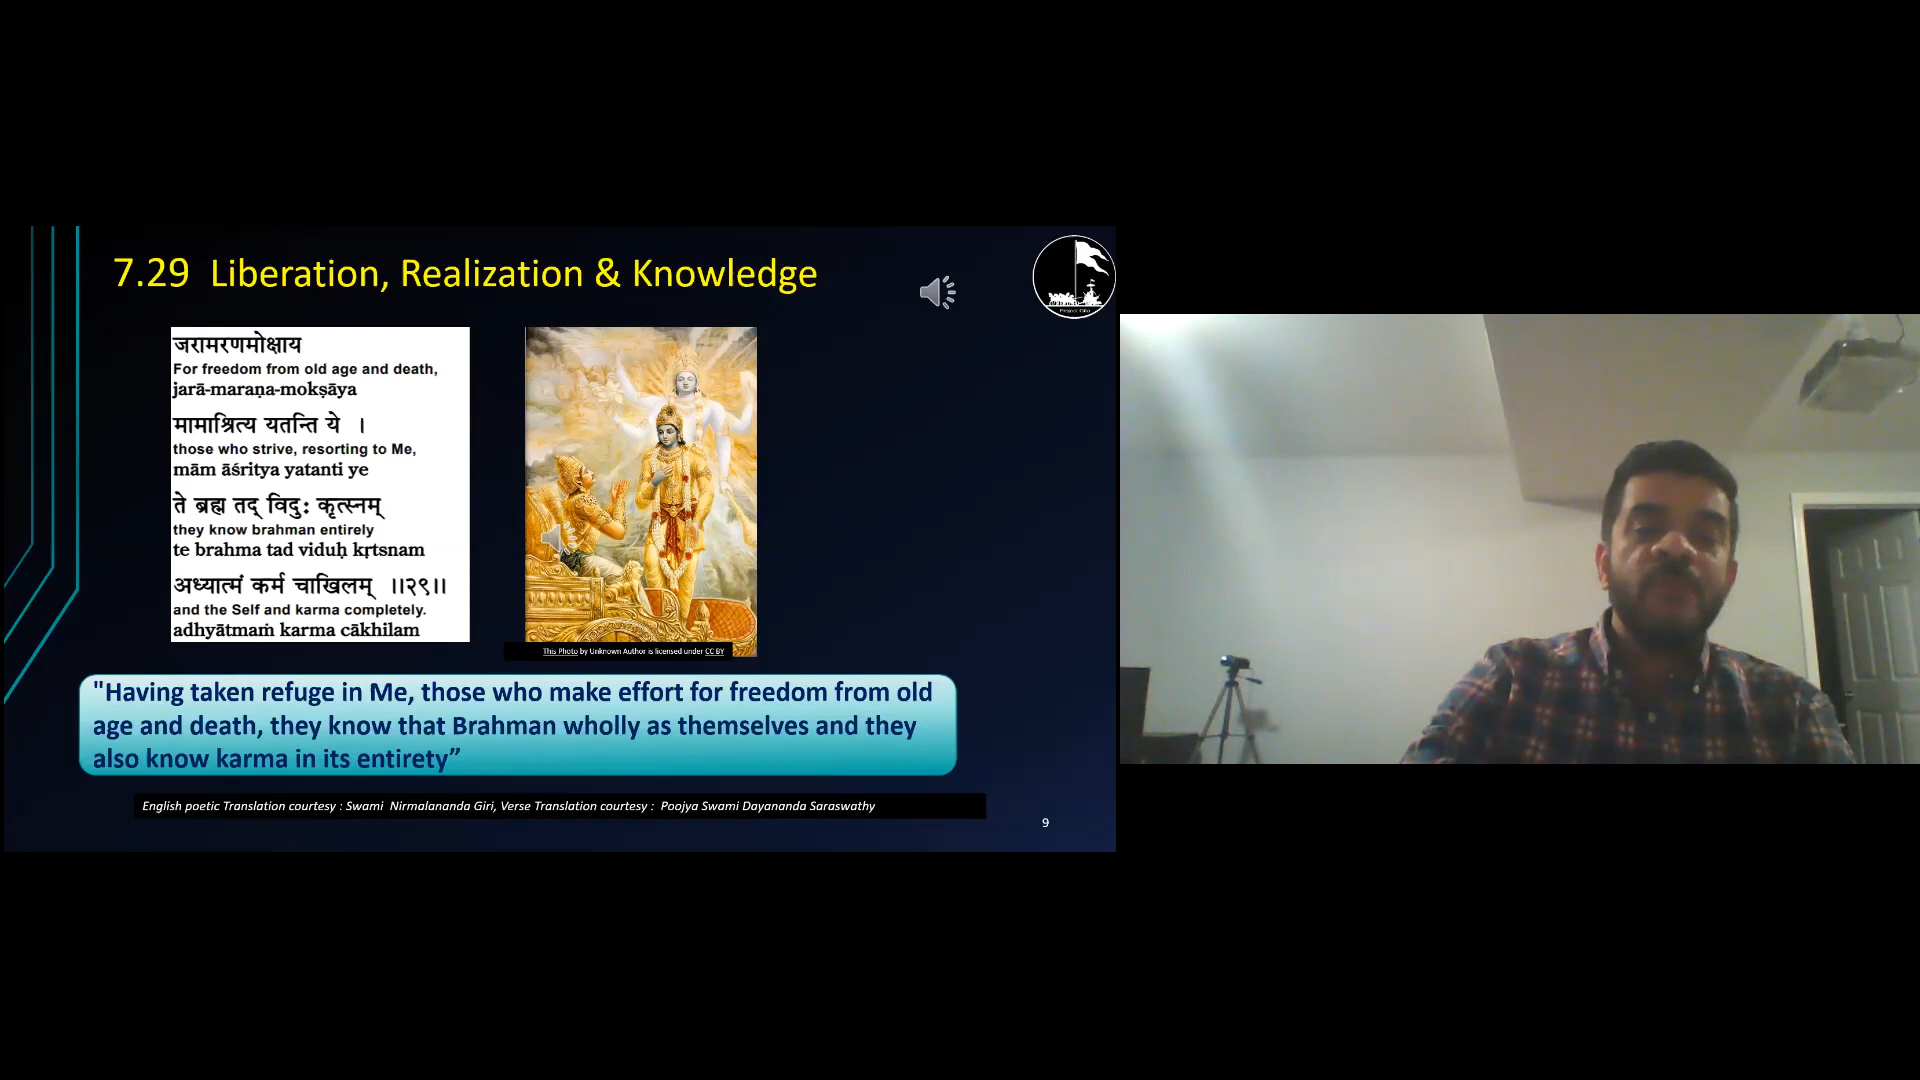 7.29 Liberation, Realization & Knowledge
जरामरणमोक्षाय
For freedom from old age and death,
jarā-maraṇa-mokṣāya
मामाश्रित्य यतन्ति ये ।
those who strive, resorting to Me,
mām āśritya yatanti ye
ते ब्रह्म तद् विदुः कृत्स्नम्
they know brahman entirely
te brahma tad viduḥ kṛtsnam
अध्यात्मं कर्म चाखिलम् ।।२९।।
and the Self and karma completely.
adhyātmaṁ karma cākhilam
This Photo by Unknown Author is licensed under CC BY
"Having taken refuge in Me, those who make effort for freedom from old
age and death, they know that Brahman wholly as themselves and they
also know karma in its entirety”
English poetic Translation courtesy : Swami Nirmalananda Giri, Verse Translation courtesy : Poojya Swami Dayananda Saraswathy
9
Project Gita